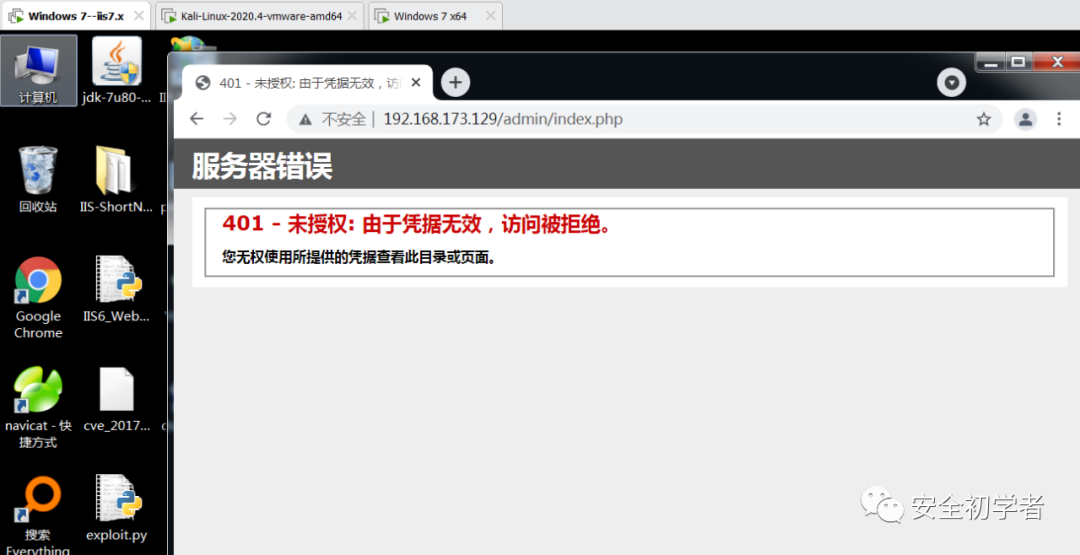 Windows 7--iis7.x
Kali-Linux-2020.4-vmware-amd64
Windows 7 x64
计算机
jdk-7u80-...
回收站
IIS-ShortN...
Google
Chrome
IIS6_Web...
navicat - 快
捷方式
cve_2017...
搜索
Everything
exploit.py
401 - 未授权: 由于凭据无效，访
不安全 | 192.168.173.129/admin/index.php
服务器错误
401 - 未授权: 由于凭据无效，访问被拒绝。
您无权使用所提供的凭据查看此目录或页面。
安全初学者